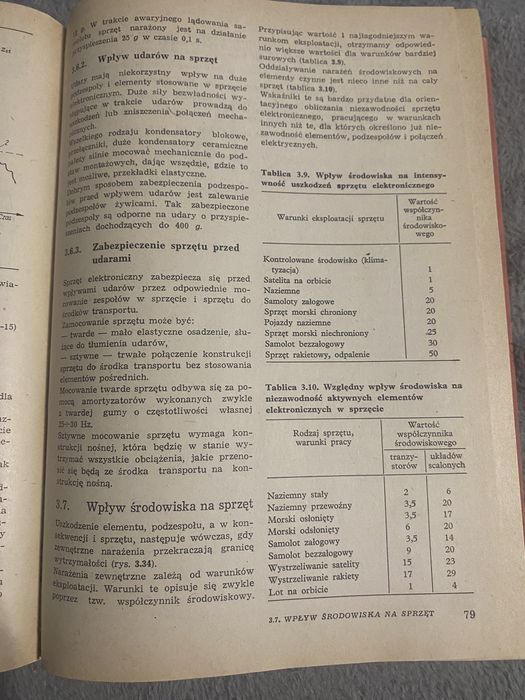 18 g. W trakcie awaryjnego lądowania sa-
sprzęt narażony jest na działanie
przyspieszenia 25 g w czasie 0,1 s.
3.6.2. Wpływ udarów na sprzęt
mają niekorzystny wpływ na duże
podzespoły i elementy stosowane w sprzęcie
elektronicznym. Duże siły bezwładności wy-
stępujące w trakcie udarów prowadzą do
uszkodzeń lub zniszczenia połączeń mecha-
nicznych.
Wszelkiego rodzaju kondensatory blokowe,
duże kondensatory ceramiczne
należy silnie mocować mechanicznie do pod-
staw montażowych, dając wszędzie, gdzie to
jest możliwe, przekładki elastyczne.
Dobrym sposobem zabezpieczenia podzespo-
łów przed wpływem udarów jest zalewanie
podzespołów żywicami. Tak zabezpieczone
podzespoły są odporne na udary o przyspie-
szeniach dochodzących do 400 g.
3.6.3. Zabezpieczenie sprzętu przed
udarami
Sprzęt elektroniczny zabezpiecza się przed
wpływami udarów przez odpowiednie mo-
cowanie zespołów w sprzęcie i sprzętu do
środków transportu.
Zamocowanie sprzętu może być:
— twarde — mało elastyczne osadzenie, słu-
żące do tłumienia udarów,
— sztywne — trwałe połączenie konstrukcji
sprzętu do środka transportu bez stosowania
elementów pośrednich.
Mocowanie twarde sprzętu odbywa się za po-
mocą amortyzatorów wykonanych zwykle
z twardej gumy o częstotliwości własnej
25÷30 Hz.
Sztywne mocowanie sprzętu wymaga kon-
strukcji nośnej, która będzie w stanie wy-
trzymać wszystkie obciążenia, jakie przeno-
sić się będą ze środka transportu na kon-
strukcję nośną.
3.7. Wpływ środowiska na sprzęt
Uszkodzenie elementu, podzespołu, a w kon-
sekwencji i sprzętu, następuje wówczas, gdy
zewnętrzne narażenia przekraczają granicę
wytrzymałości (rys. 3.34).
Narażenia zewnętrzne zależą od warunków
eksploatacji. Warunki te opisuje się zwykle
poprzez tzw. współczynnik środowiskowy.
Przypisując wartość 1 najłagodniejszym wa-
runkom eksploatacji, otrzymamy odpowied-
nio większe wartości dla warunków bardziej
surowych (tablica 3.9).
Oddziaływanie narażeń środowiskowych na
elementy czynne jest nieco inne niż na cały
sprzęt (tablica 3.10).
Wskaźniki te są bardzo przydatne dla orien-
tacyjnego obliczania niezawodności sprzętu
elektronicznego, pracującego w warunkach
innych niż te, dla których określono już nie-
zawodność elementów, podzespołów i połączeń
elektrycznych.
Tablica 3.9. Wpływ środowiska na intensy-
wność uszkodzeń sprzętu elektronicznego
Warunki eksploatacji sprzętu
Wartość
współczyn-
nika
środowisko-
wego
Kontrolowane środowisko (klima-
tyzacja) 1
Satelita na orbicie 1
Naziemne 5
Samoloty załogowe 20
Sprzęt morski chroniony 20
Pojazdy naziemne 20
Sprzęt morski niechroniony 25
Samolot bezzałogowy 30
Sprzęt rakietowy, odpalenie 50
Tablica 3.10. Względny wpływ środowiska na
niezawodność aktywnych elementów
elektronicznych w sprzęcie
Rodzaj sprzętu,
warunki pracy
Wartość
współczynnika
środowiskowego
tranzy- układów
storów scalonych
Naziemny stały 2 6
Naziemny przewoźny 3,5 20
Morski osłonięty 3,5 17
Morski odsłonięty 6 20
Samolot załogowy 3,5 14
Samolot bezzałogowy 9 20
Wystrzeliwanie satelity 15 23
Wystrzeliwanie rakiety 17 29
Lot na orbicie 1 4
3.7. WPŁYW ŚRODOWISKA NA SPRZĘT 79